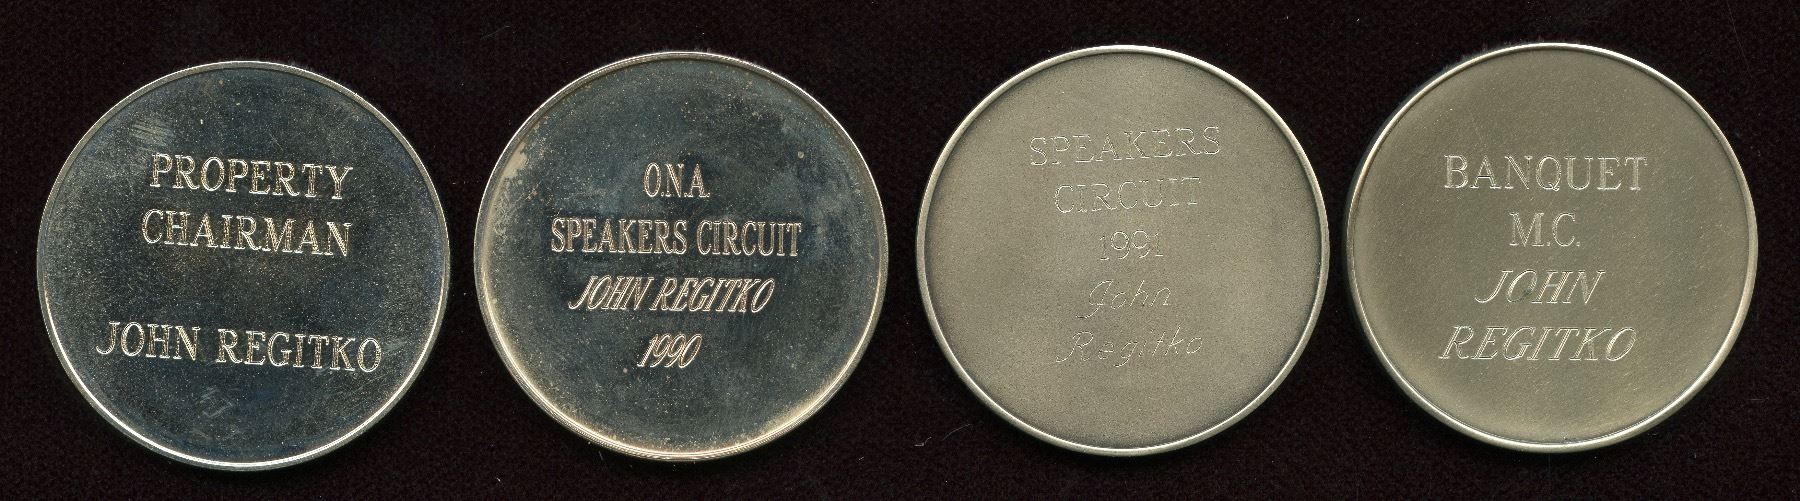 PROPERTY
CHAIRMAN
JOHN REGITKO
O.N.A.
SPEAKERS CIRCUIT
JOHN REGITKO
1990
SPEAKERS
CIRCUIT
1991
John
Regitko
BANQUET
M.C.
JOHN
REGITKO